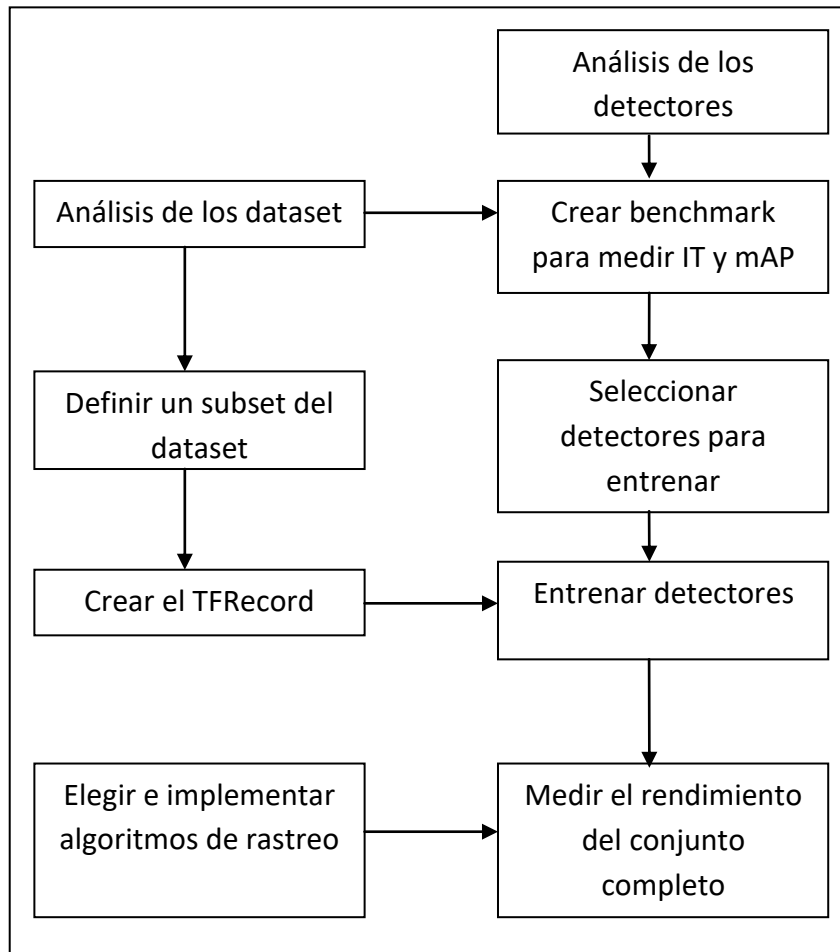 Análisis de los
detectores
Análisis de los dataset
Crear benchmark
para medir IT y mAP
Definir un subset del
dataset
Seleccionar
detectores para
entrenar
Crear el TFRecord
Entrenar detectores
Elegir e implementar
algoritmos de rastreo
Medir el rendimiento
del conjunto
completo